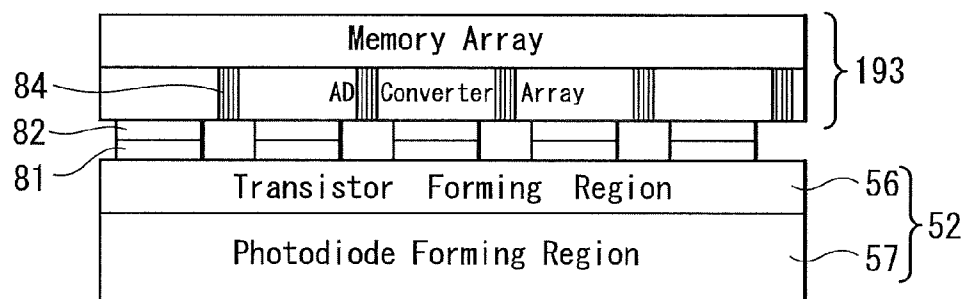 Memory Array
193
84
AD Converter Array
82
81
Transistor Forming Region
56
52
Photodiode Forming Region
57